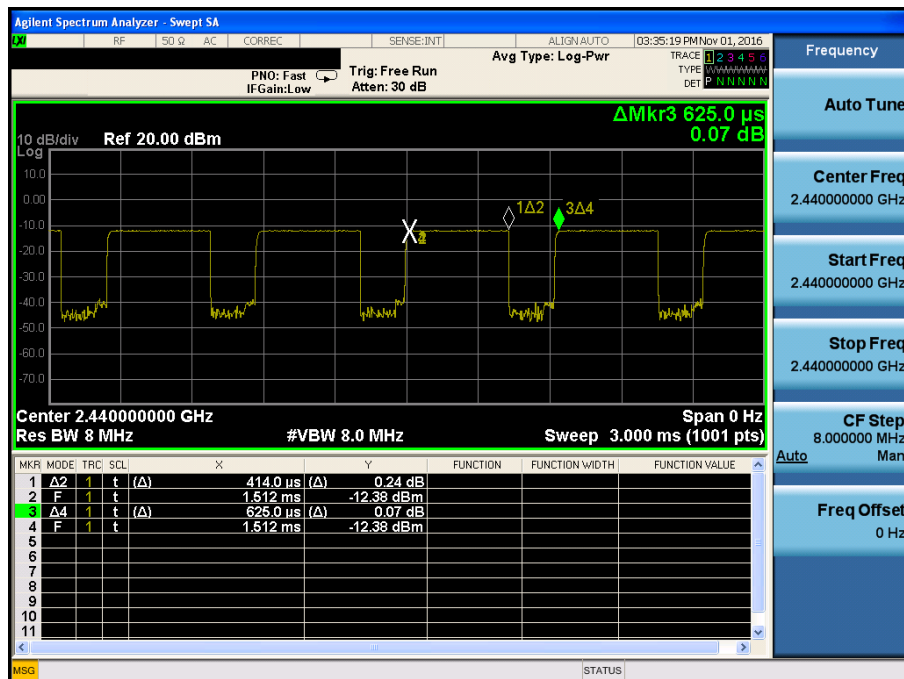 Agilent Spectrum Analyzer - Swept SA
LXI RF 50 Ω AC CORREC SENSE:INT ALIGN AUTO 03:35:19 PM Nov 01, 2016
Frequency
Avg Type: Log-Pwr
TRACE 1 2 3 4 5 6
PNO: Fast Trig: Free Run
TYPE WWWWWW
IFGain:Low Atten: 30 dB
DET P N N N N N
Auto Tune
ΔMkr3 625.0 µs
0.07 dB
10 dB/div Ref 20.00 dBm
Log
10.0
0.00
-10.0
-20.0
-30.0
-40.0
-50.0
-60.0
-70.0
1Δ2 3Δ4
X
Center Freq
2.440000000 GHz
Start Freq
2.440000000 GHz
Stop Freq
2.440000000 GHz
Center 2.440000000 GHz Span 0 Hz
Res BW 8 MHz #VBW 8.0 MHz Sweep 3.000 ms (1001 pts)
CF Step
8.000000 MHz
Auto Man
MKR MODE TRC SCL X Y FUNCTION FUNCTION WIDTH FUNCTION VALUE
1 Δ2 1 t (Δ) 414.0 µs (Δ) 0.24 dB
2 F 1 t 1.512 ms -12.38 dBm
3 Δ4 1 t (Δ) 625.0 µs (Δ) 0.07 dB
4 F 1 t 1.512 ms -12.38 dBm
5
6
7
8
9
10
11
Freq Offset
0 Hz
MSG STATUS